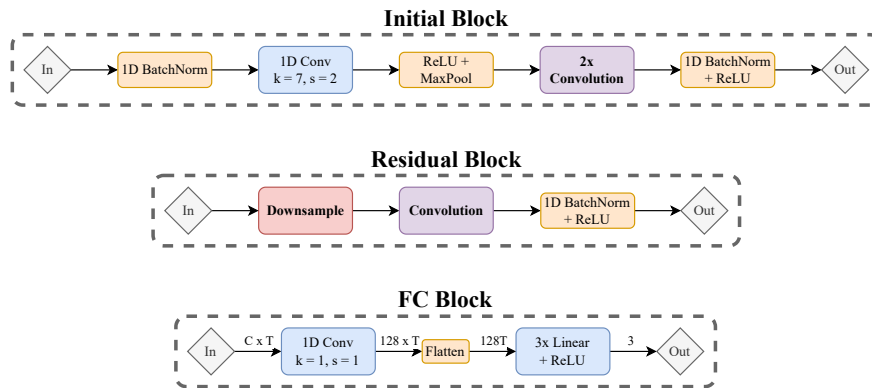 Initial Block
In
1D BatchNorm
1D Conv
k = 7, s = 2
ReLU +
MaxPool
2x
Convolution
1D BatchNorm
+ ReLU
Out
Residual Block
In
Downsample
Convolution
1D BatchNorm
+ ReLU
Out
FC Block
In
C x T
1D Conv
k = 1, s = 1
128 x T
Flatten
128T
3x Linear
+ ReLU
3
Out